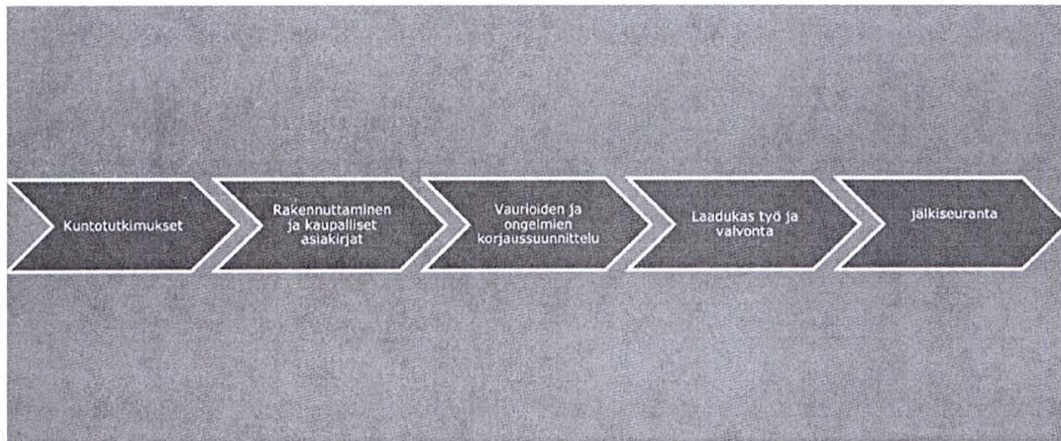 Kuntotutkimukset
Rakennuttaminen
ja kaupalliset
asiakirjat
Vaurioiden ja
ongelmien
korjaussuunnittelu
Laadukas työ ja
valvonta
jälkiseuranta